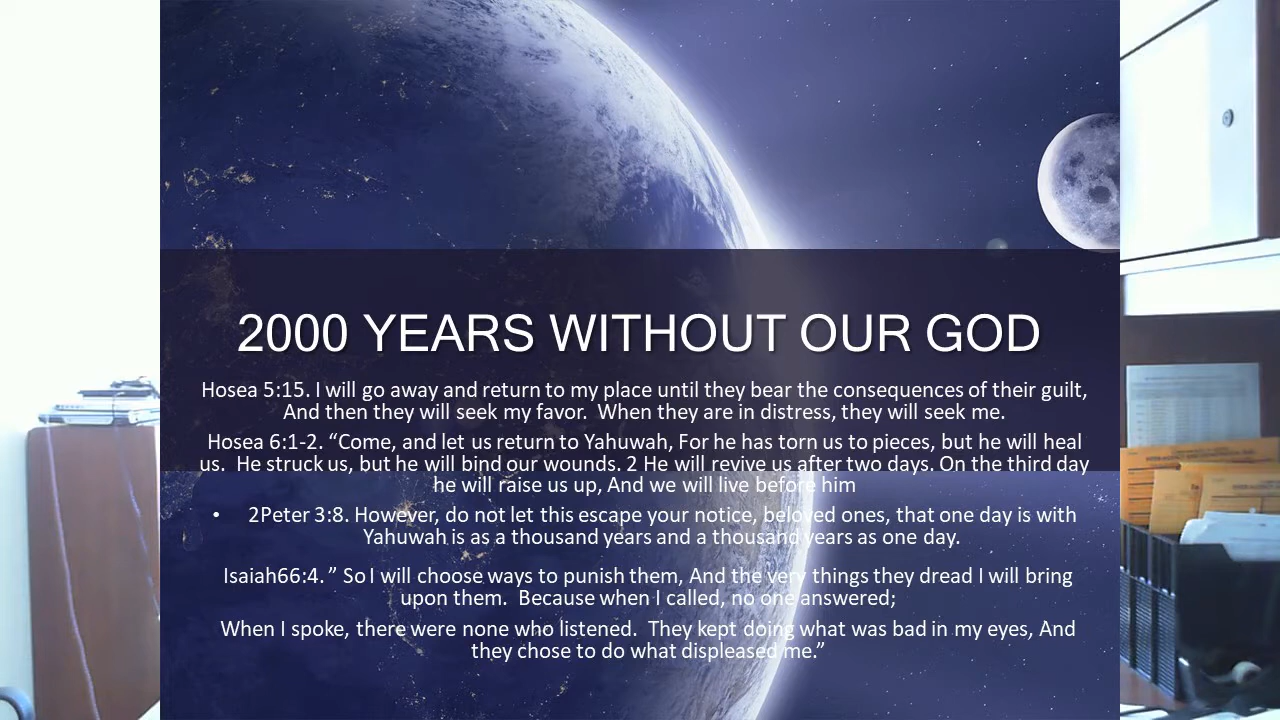 2000 YEARS WITHOUT OUR GOD
Hosea 5:15. I will go away and return to my place until they bear the consequences of their guilt,
And then they will seek my favor.  When they are in distress, they will seek me.
Hosea 6:1-2. “Come, and let us return to Yahuwah, For he has torn us to pieces, but he will heal
us.  He struck us, but he will bind our wounds. 2 He will revive us after two days. On the third day
he will raise us up, And we will live before him
• 2Peter 3:8. However, do not let this escape your notice, beloved ones, that one day is with
Yahuwah is as a thousand years and a thousand years as one day.
Isaiah66:4. ” So I will choose ways to punish them, And the very things they dread I will bring
upon them.  Because when I called, no one answered;
When I spoke, there were none who listened.  They kept doing what was bad in my eyes, And
they chose to do what displeased me.”